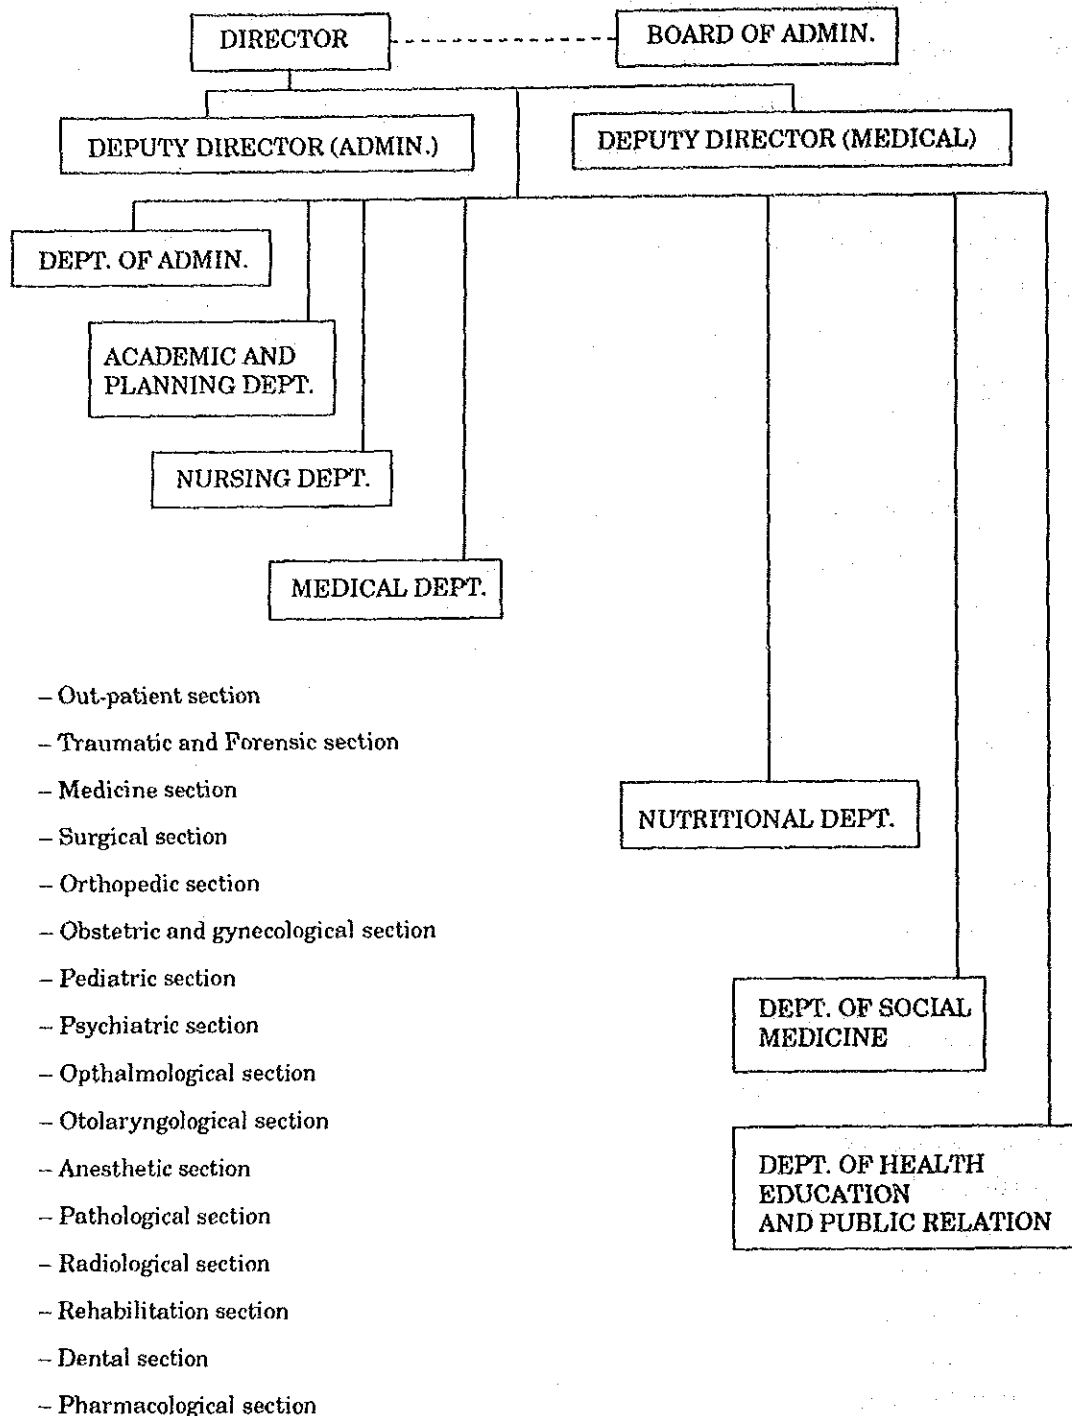 DIRECTOR
BOARD OF ADMIN.
DEPUTY DIRECTOR (ADMIN.)
DEPUTY DIRECTOR (MEDICAL)
DEPT. OF ADMIN.
ACADEMIC AND
PLANNING DEPT.
NURSING DEPT.
MEDICAL DEPT.
– Out-patient section
– Traumatic and Forensic section
– Medicine section
– Surgical section
– Orthopedic section
– Obstetric and gynecological section
– Pediatric section
– Psychiatric section
– Opthalmological section
– Otolaryngological section
– Anesthetic section
– Pathological section
– Radiological section
– Rehabilitation section
– Dental section
– Pharmacological section
NUTRITIONAL DEPT.
DEPT. OF SOCIAL
MEDICINE
DEPT. OF HEALTH
EDUCATION
AND PUBLIC RELATION